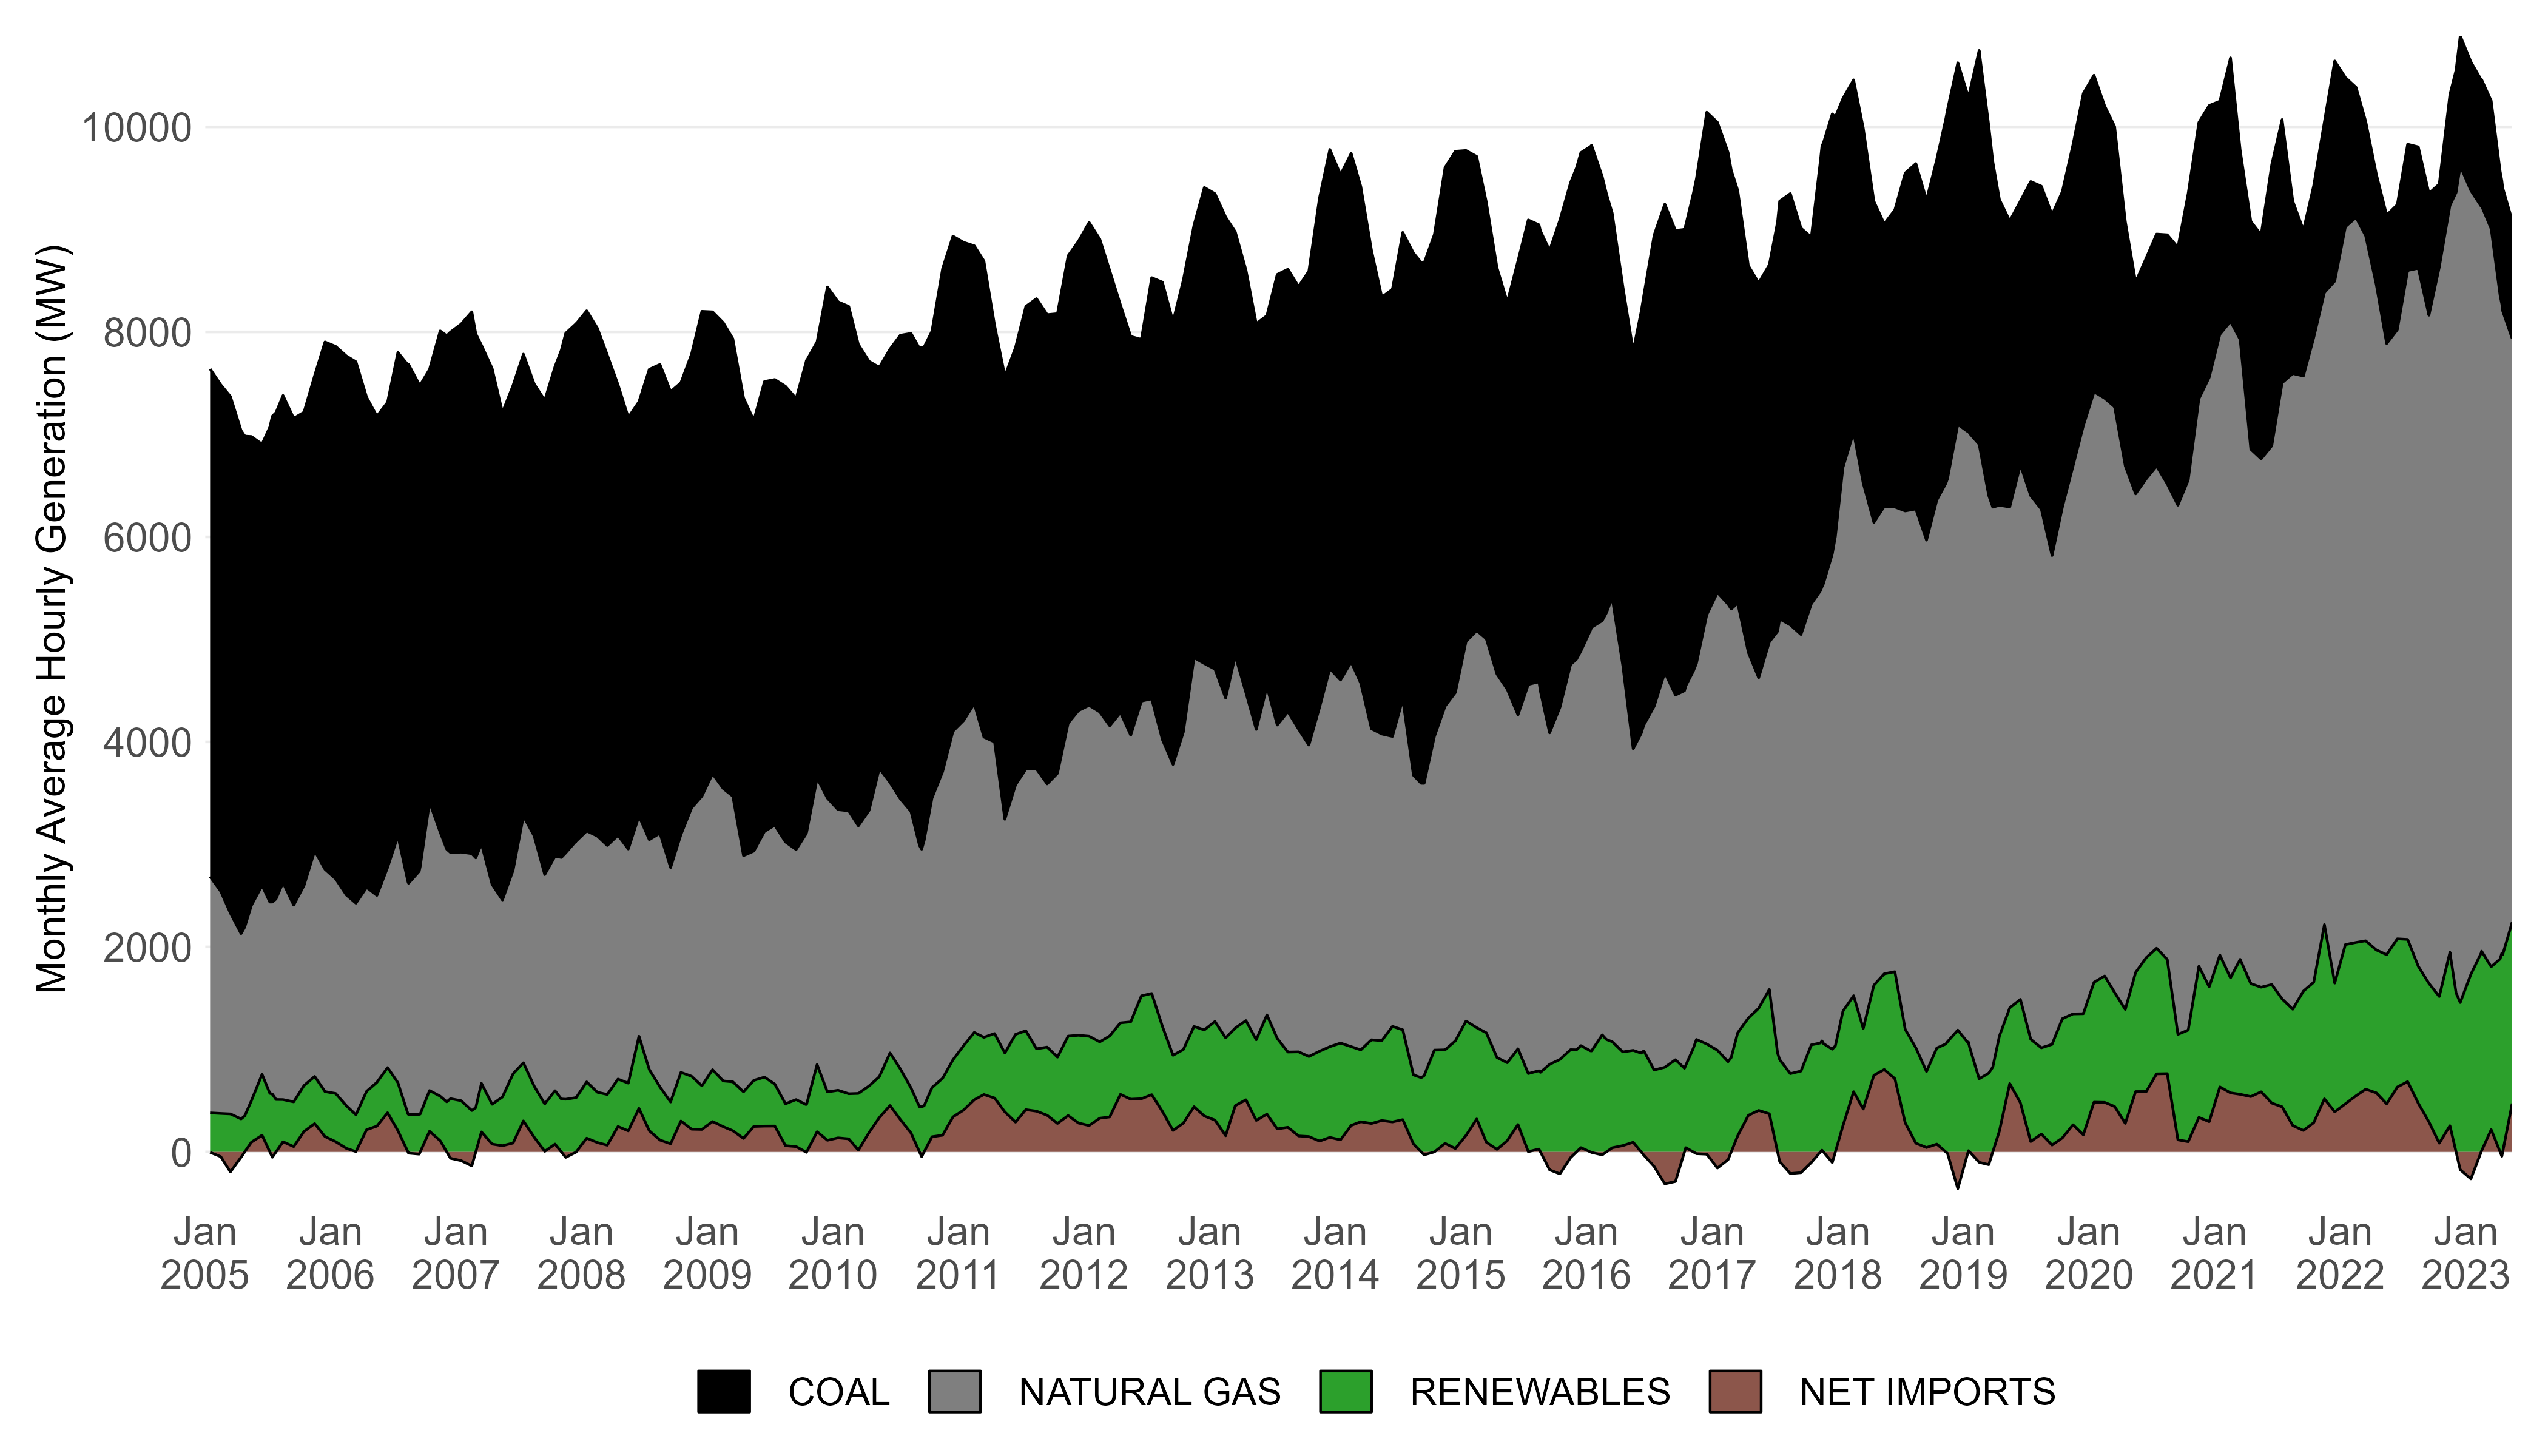 Monthly Average Hourly Generation (MW)
10000
8000
6000
4000
2000
0
Jan Jan Jan Jan Jan Jan Jan Jan Jan Jan Jan Jan Jan Jan Jan Jan Jan Jan Jan
2005 2006 2007 2008 2009 2010 2011 2012 2013 2014 2015 2016 2017 2018 2019 2020 2021 2022 2023
COAL NATURAL GAS RENEWABLES NET IMPORTS